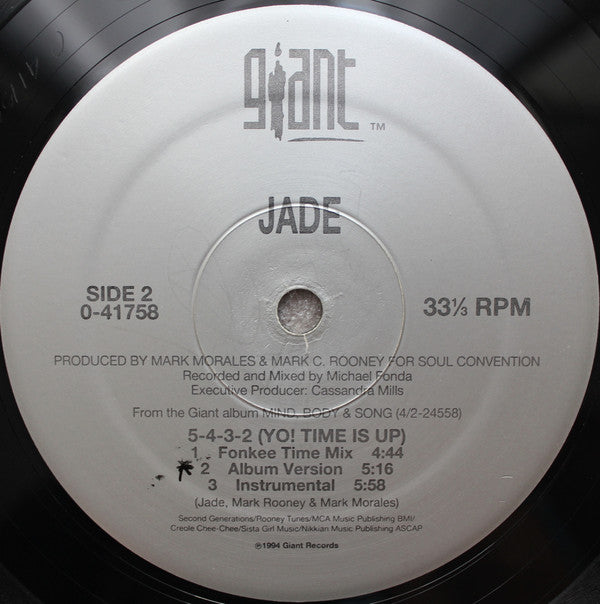 giant™
JADE
SIDE 2
0-41758
33⅓ RPM
PRODUCED BY MARK MORALES & MARK C. ROONEY FOR SOUL CONVENTION
Recorded and Mixed by Michael Fonda
Executive Producer: Cassandra Mills
From the Giant album MIND, BODY & SONG (4/2-24558)
5-4-3-2 (YO! TIME IS UP)
1 Fonkee Time Mix 4:44
2 Album Version 5:16
3 Instrumental 5:58
(Jade, Mark Rooney & Mark Morales)
Second Generations/Rooney Tunes/MCA Music Publishing BMI/
Creole Chee-Chee/Sista Girl Music/Nikkian Music Publishing ASCAP
℗1994 Giant Records